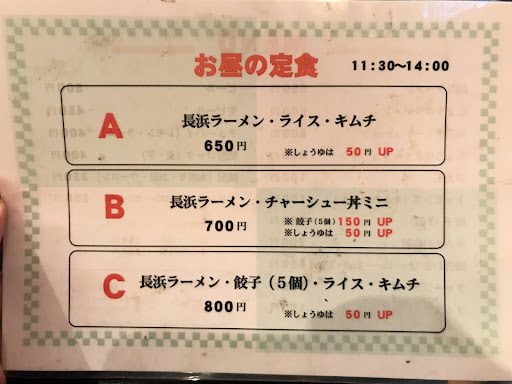 お昼の定食 11:30〜14:00
A 長浜ラーメン・ライス・キムチ
650円 ※しょうゆは 50円 UP
B 長浜ラーメン・チャーシュー丼ミニ
700円 ※餃子(5個)150円 UP
※しょうゆは 50円 UP
C 長浜ラーメン・餃子(5個)・ライス・キムチ
800円 ※しょうゆは 50円 UP